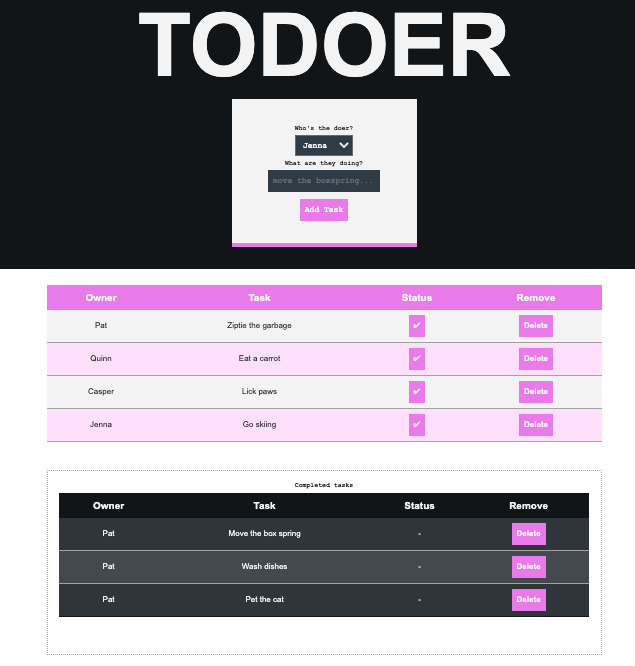 TODOER
Who's the doer?
Jenna
What are they doing?
move the boxspring...
Add Task
Owner Task Status Remove
Pat Ziptie the garbage ✔ Delete
Quinn Eat a carrot ✔ Delete
Casper Lick paws ✔ Delete
Jenna Go skiing ✔ Delete
Completed tasks
Owner Task Status Remove
Pat Move the box spring - Delete
Pat Wash dishes - Delete
Pat Pet the cat - Delete